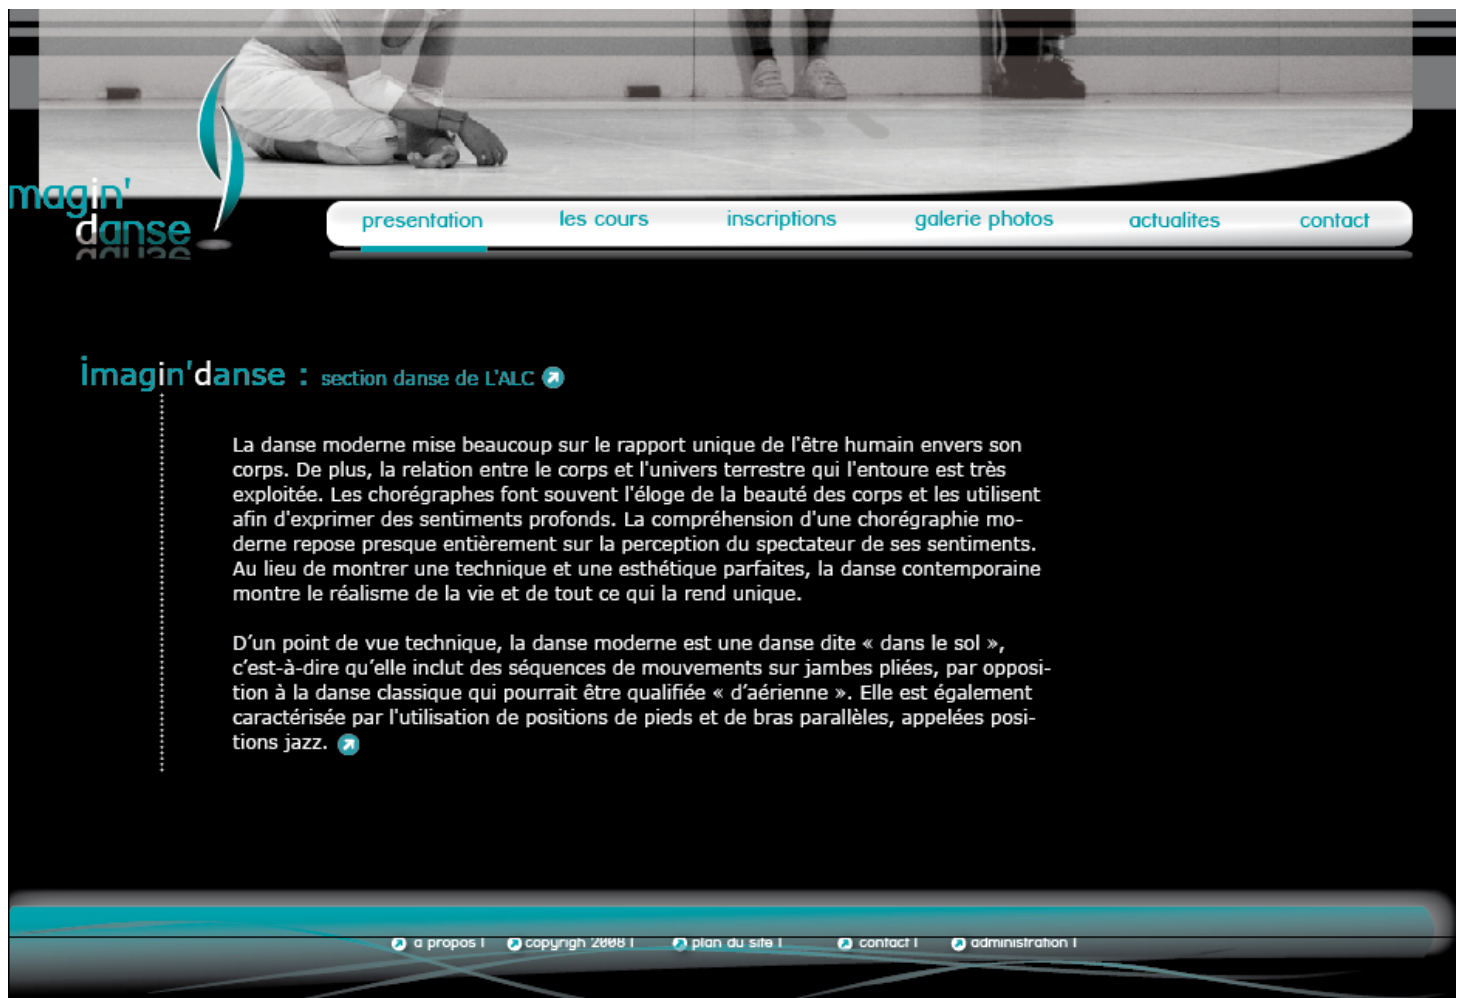 magin'
danse
presentation les cours inscriptions galerie photos actualites contact
imagin'danse : section danse de L'ALC
La danse moderne mise beaucoup sur le rapport unique de l'être humain envers son
corps. De plus, la relation entre le corps et l'univers terrestre qui l'entoure est très
exploitée. Les chorégraphes font souvent l'éloge de la beauté des corps et les utilisent
afin d'exprimer des sentiments profonds. La compréhension d'une chorégraphie mo-
derne repose presque entièrement sur la perception du spectateur de ses sentiments.
Au lieu de montrer une technique et une esthétique parfaites, la danse contemporaine
montre le réalisme de la vie et de tout ce qui la rend unique.
D’un point de vue technique, la danse moderne est une danse dite « dans le sol »,
c’est-à-dire qu’elle inclut des séquences de mouvements sur jambes pliées, par opposi-
tion à la danse classique qui pourrait être qualifiée « d’aérienne ». Elle est également
caractérisée par l'utilisation de positions de pieds et de bras parallèles, appelées posi-
tions jazz.
a propos | copyrigh 2008 | plan du site | contact | administration |